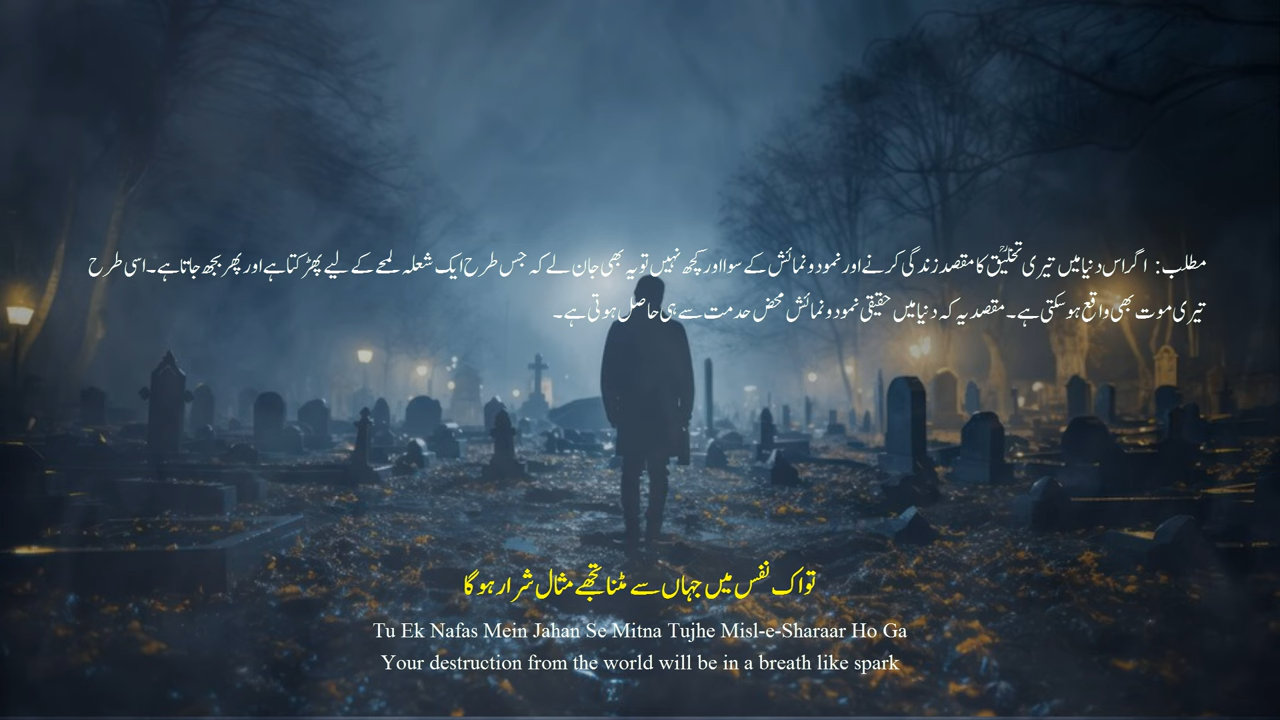 مطلب: اگر اس دنیا میں تیری تخلیق کا مقصد زندگی کرنے اور نمود و نمائش کے سوا اور کچھ نہیں تو یہ بھی جان لے کہ جس طرح ایک شعلہ لمحے کے لیے پھڑکتا ہے اور پھر بجھ جاتا ہے۔ اسی طرح
تیری موت بھی واقع ہو سکتی ہے۔ مقصد یہ کہ دنیا میں حقیقی نمود و نمائش محض خدمت سے ہی حاصل ہوتی ہے۔
تو اک نفس میں جہاں سے مٹنا تجھے مثال شرار ہو گا
Tu Ek Nafas Mein Jahan Se Mitna Tujhe Misl-e-Sharaar Ho Ga
Your destruction from the world will be in a breath like spark